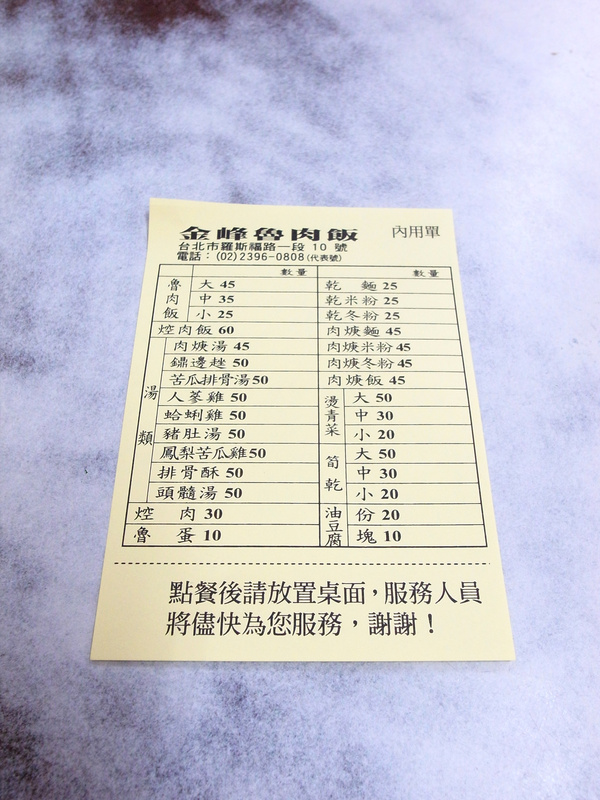 金峰魯肉飯 內用單
台北市羅斯福路一段 10 號
電話：(02)2396-0808(代表號)
數量 數量
魯肉飯 大 45
中 35
小 25
焢肉飯 60
湯類 肉焿湯 45
鏽邊趖 50
苦瓜排骨湯 50
人蔘雞 50
蛤蜊雞 50
豬肚湯 50
鳳梨苦瓜雞 50
排骨酥 50
頭髓湯 50
焢肉 30
魯蛋 10
乾麵 25
乾米粉 25
乾冬粉 25
肉焿麵 45
肉焿米粉 45
肉焿冬粉 45
肉焿飯 45
燙青菜 大 50
中 30
小 20
筍乾 大 50
中 30
小 20
油豆腐 份 20
塊 10
點餐後請放置桌面，服務人員
將儘快為您服務，謝謝！